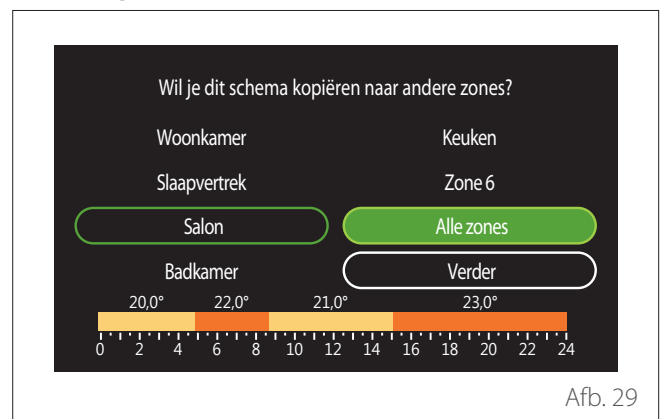 Wil je dit schema kopiëren naar andere zones?
Woonkamer Keuken
Slaapvertrek Zone 6
Salon Alle zones
Badkamer Verder
20,0° 22,0° 21,0° 23,0°
0 2 4 6 8 10 12 14 16 18 20 22 24
Afb. 29